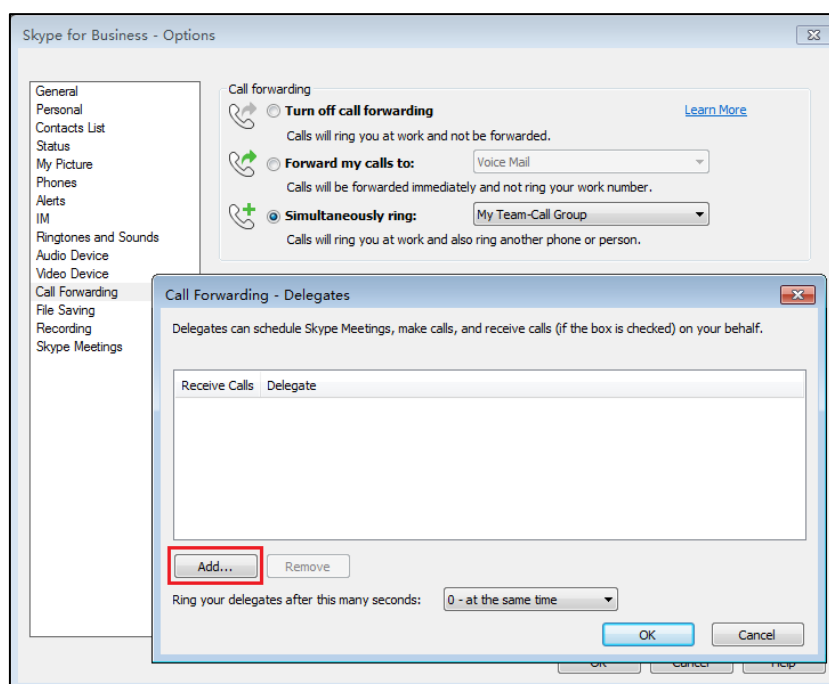 Skype for Business - Options
General
Personal
Contacts List
Status
My Picture
Phones
Alerts
IM
Ringtones and Sounds
Audio Device
Video Device
Call Forwarding
File Saving
Recording
Skype Meetings
Call forwarding
Turn off call forwarding
Learn More
Calls will ring you at work and not be forwarded.
Forward my calls to:
Voice Mail
Calls will be forwarded immediately and not ring your work number.
Simultaneously ring:
My Team-Call Group
Calls will ring you at work and also ring another phone or person.
Call Forwarding - Delegates
Delegates can schedule Skype Meetings, make calls, and receive calls (if the box is checked) on your behalf.
Receive Calls Delegate
Add... Remove
Ring your delegates after this many seconds: 0 - at the same time
OK Cancel
OK Cancel Help